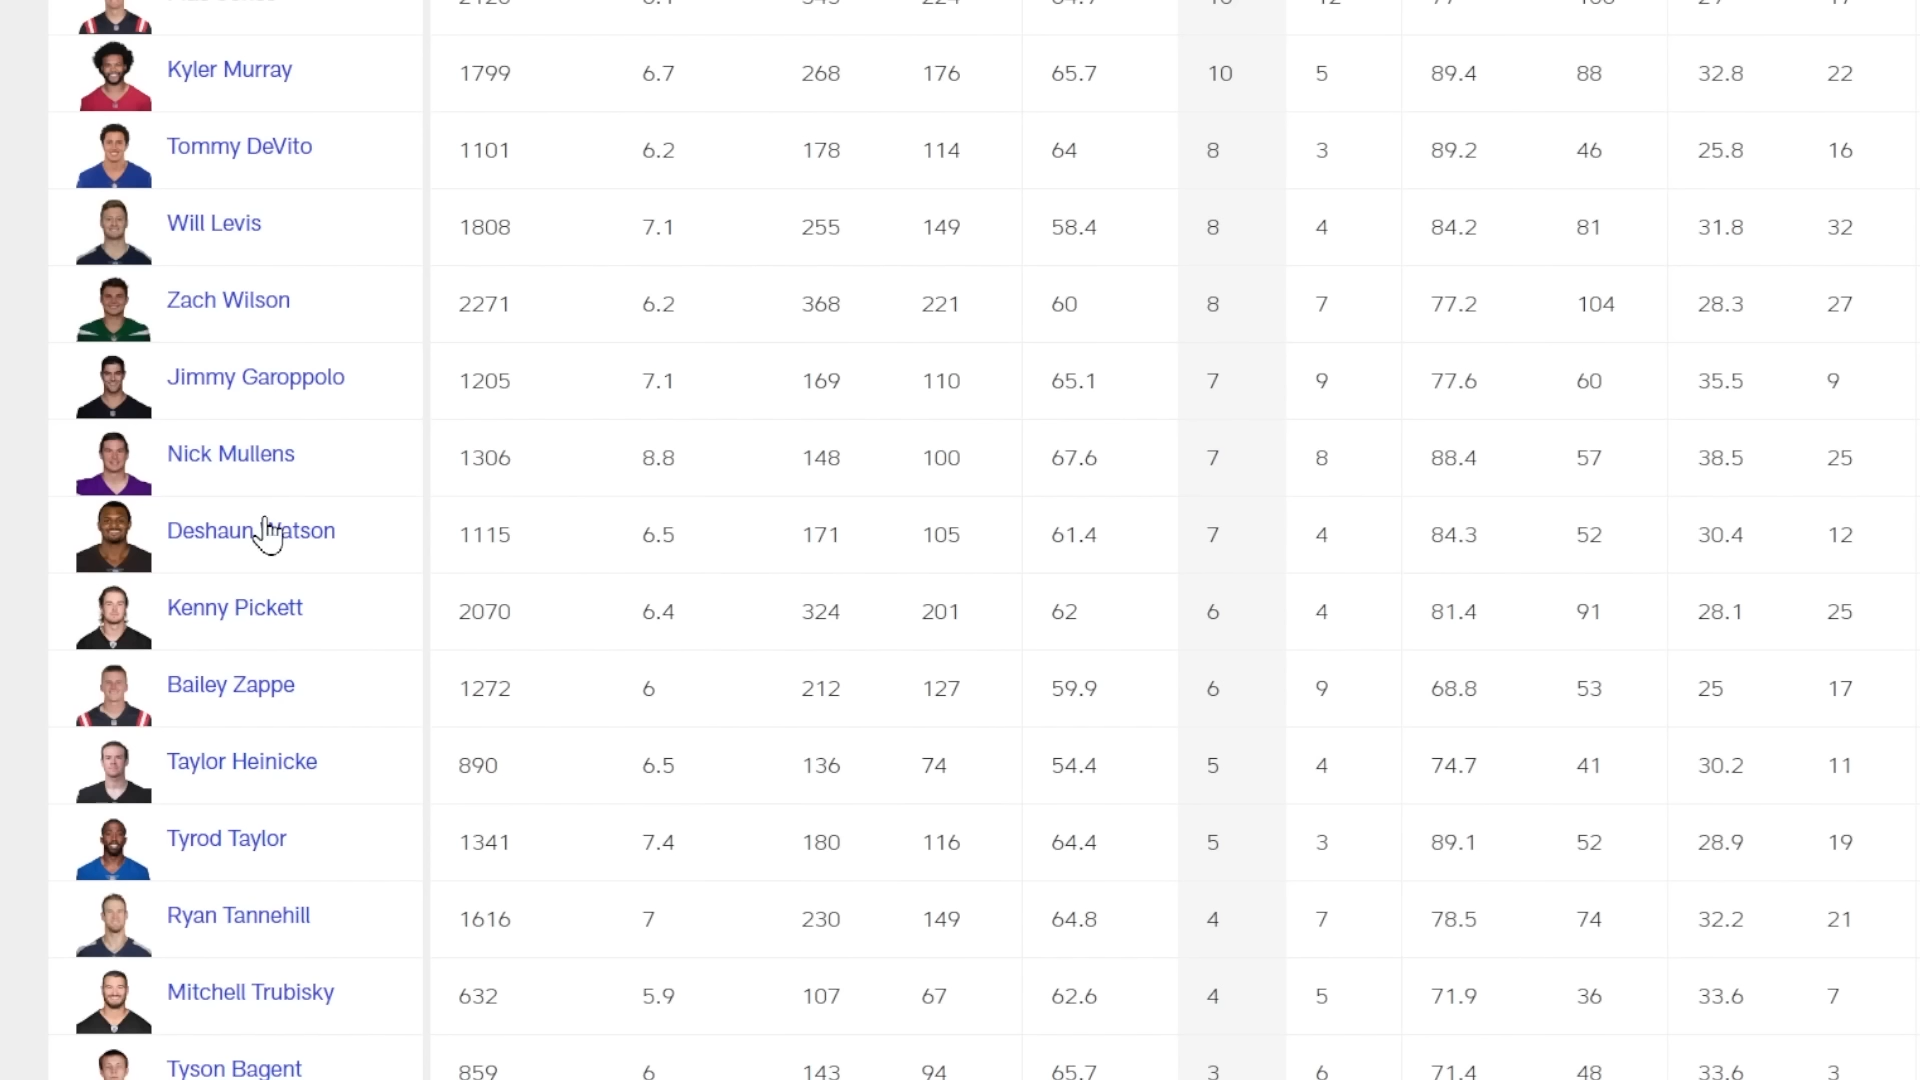 Kyler Murray 1799 6.7 268 176 65.7 10 5 89.4 88 32.8 22
Tommy DeVito 1101 6.2 178 114 64 8 3 89.2 46 25.8 16
Will Levis 1808 7.1 255 149 58.4 8 4 84.2 81 31.8 32
Zach Wilson 2271 6.2 368 221 60 8 7 77.2 104 28.3 27
Jimmy Garoppolo 1205 7.1 169 110 65.1 7 9 77.6 60 35.5 9
Nick Mullens 1306 8.8 148 100 67.6 7 8 88.4 57 38.5 25
Deshaun Watson 1115 6.5 171 105 61.4 7 4 84.3 52 30.4 12
Kenny Pickett 2070 6.4 324 201 62 6 4 81.4 91 28.1 25
Bailey Zappe 1272 6 212 127 59.9 6 9 68.8 53 25 17
Taylor Heinicke 890 6.5 136 74 54.4 5 4 74.7 41 30.2 11
Tyrod Taylor 1341 7.4 180 116 64.4 5 3 89.1 52 28.9 19
Ryan Tannehill 1616 7 230 149 64.8 4 7 78.5 74 32.2 21
Mitchell Trubisky 632 5.9 107 67 62.6 4 5 71.9 36 33.6 7
Tyson Bagent 859 6 143 94 65.7 3 6 71.4 48 33.6 3